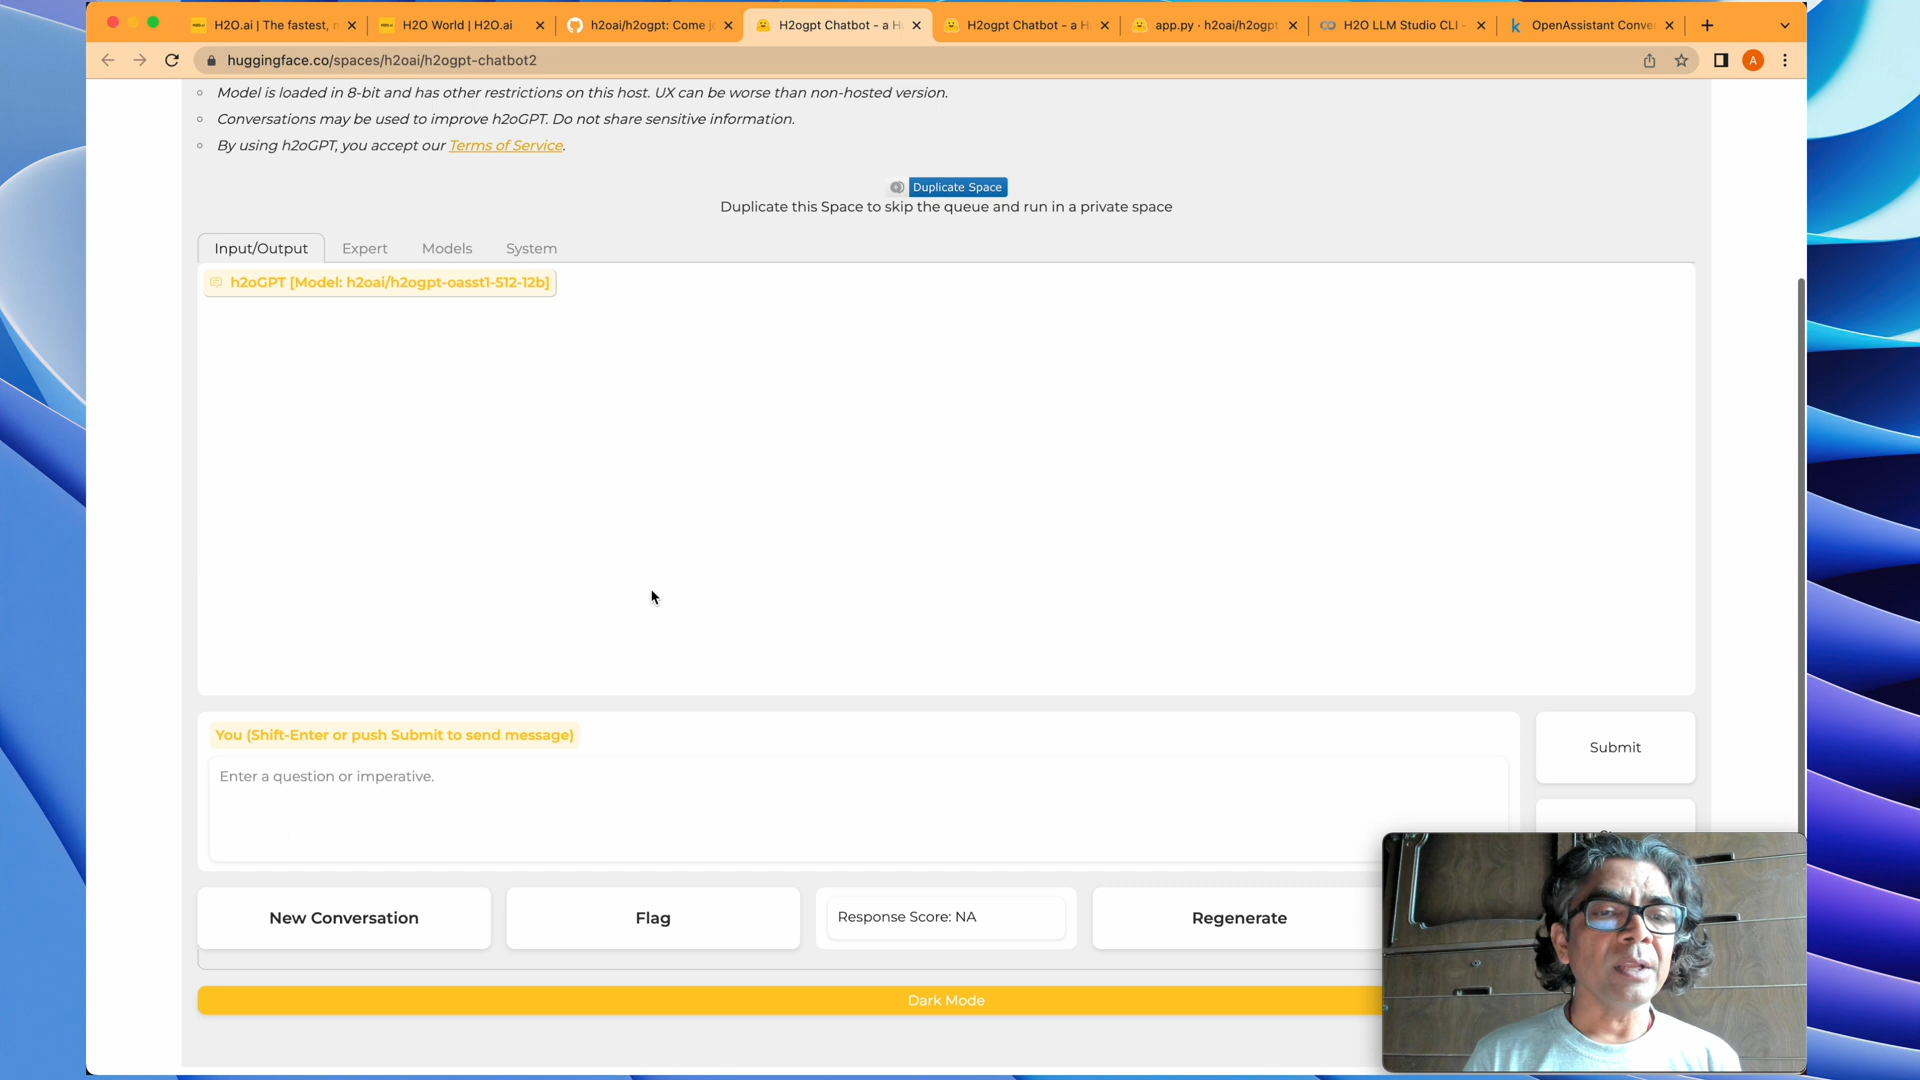 H2O.ai | The fastest,
H2O World | H2O.ai
h2oai/h2ogpt: Come
H2ogpt Chatbot - a H
H2ogpt Chatbot - a H
app.py · h2oai/h2ogpt
H2O LLM Studio CLI -
OpenAssistant Conve
huggingface.co/spaces/h2oai/h2ogpt-chatbot2
A
Model is loaded in 8-bit and has other restrictions on this host. UX can be worse than non-hosted version.
Conversations may be used to improve h2oGPT. Do not share sensitive information.
By using h2oGPT, you accept our Terms of Service.
Duplicate Space
Duplicate this Space to skip the queue and run in a private space
Input/Output Expert Models System
h2oGPT [Model: h2oai/h2ogpt-oasst1-512-12b]
You (Shift-Enter or push Submit to send message)
Enter a question or imperative.
Submit
New Conversation
Flag
Response Score: NA
Regenerate
Dark Mode